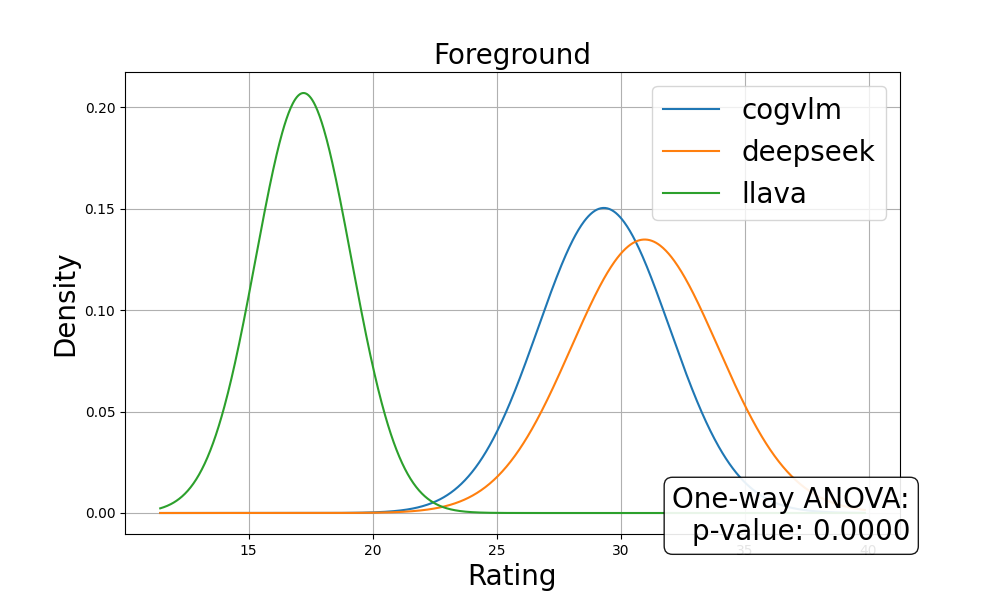 Foreground
cogvlm
deepseek
llava
Density
0.20
0.15
0.10
0.05
0.00
One-way ANOVA:
p-value: 0.0000
15
20
25
30
35
40
Rating